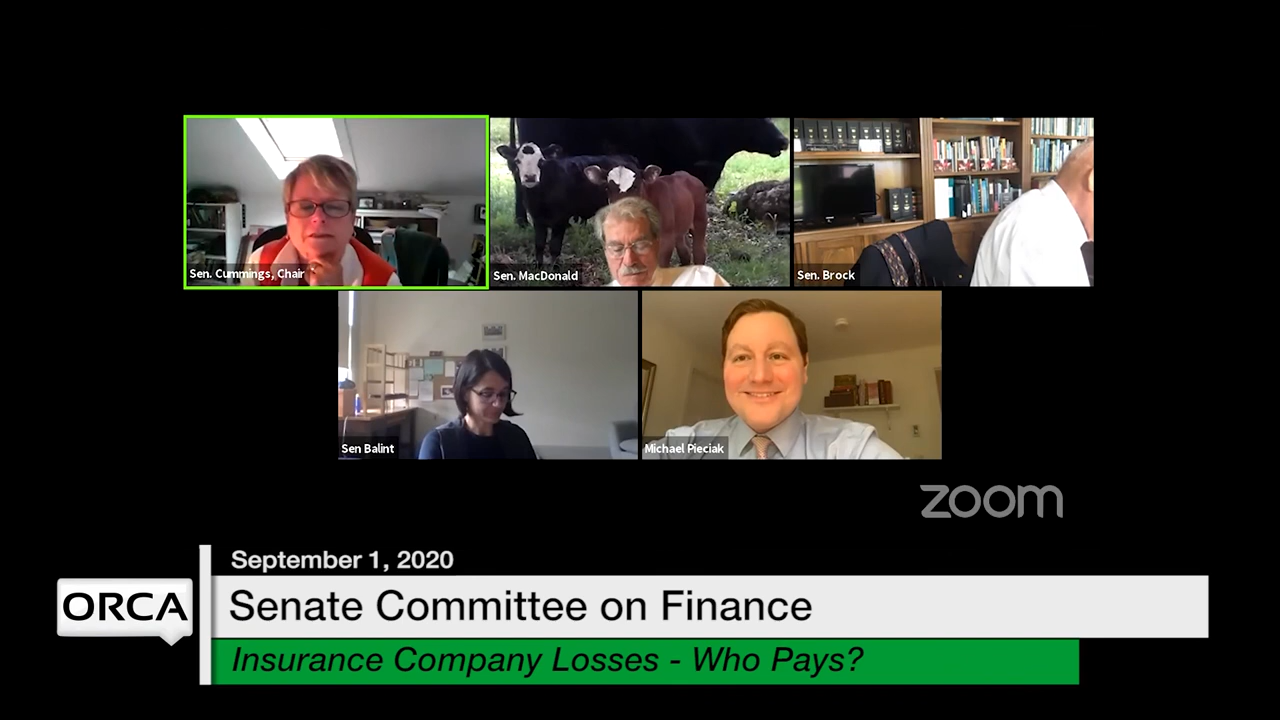 Sen. Cummings, Chair
Sen. MacDonald
Sen. Brock
Sen Balint
Michael Pieciak
zoom
September 1, 2020
ORCA
Senate Committee on Finance
Insurance Company Losses - Who Pays?